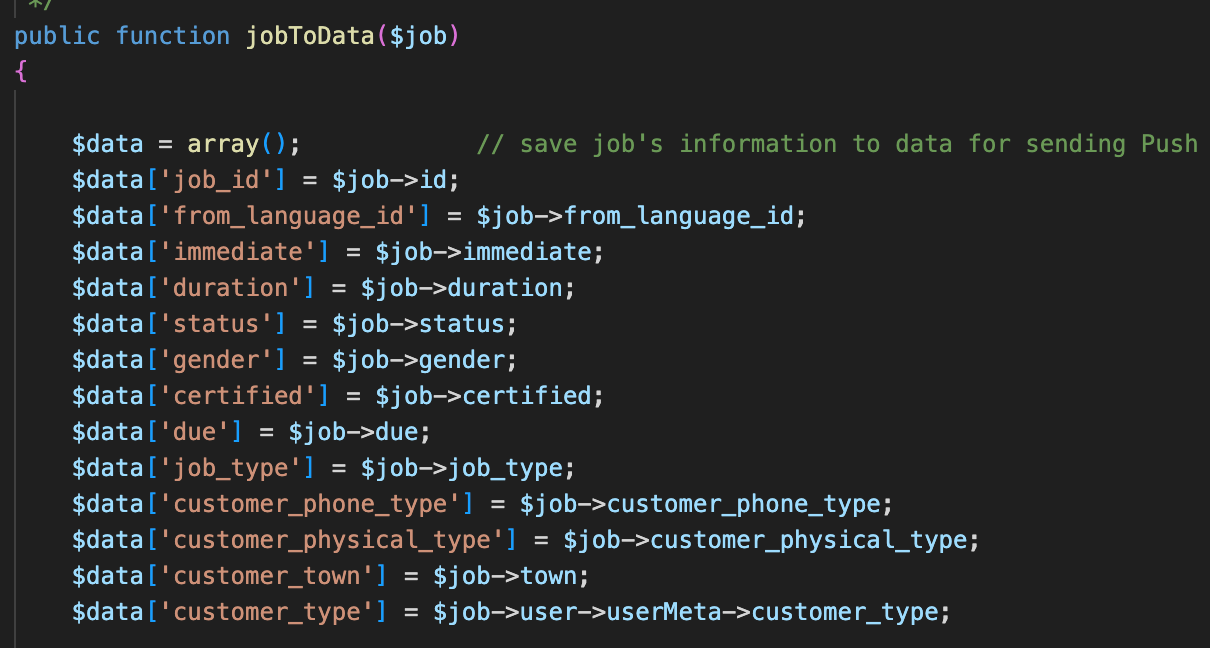 */
public function jobToData($job)
{
$data = array(); // save job's information to data for sending Push
$data['job_id'] = $job->id;
$data['from_language_id'] = $job->from_language_id;
$data['immediate'] = $job->immediate;
$data['duration'] = $job->duration;
$data['status'] = $job->status;
$data['gender'] = $job->gender;
$data['certified'] = $job->certified;
$data['due'] = $job->due;
$data['job_type'] = $job->job_type;
$data['customer_phone_type'] = $job->customer_phone_type;
$data['customer_physical_type'] = $job->customer_physical_type;
$data['customer_town'] = $job->town;
$data['customer_type'] = $job->user->userMeta->customer_type;